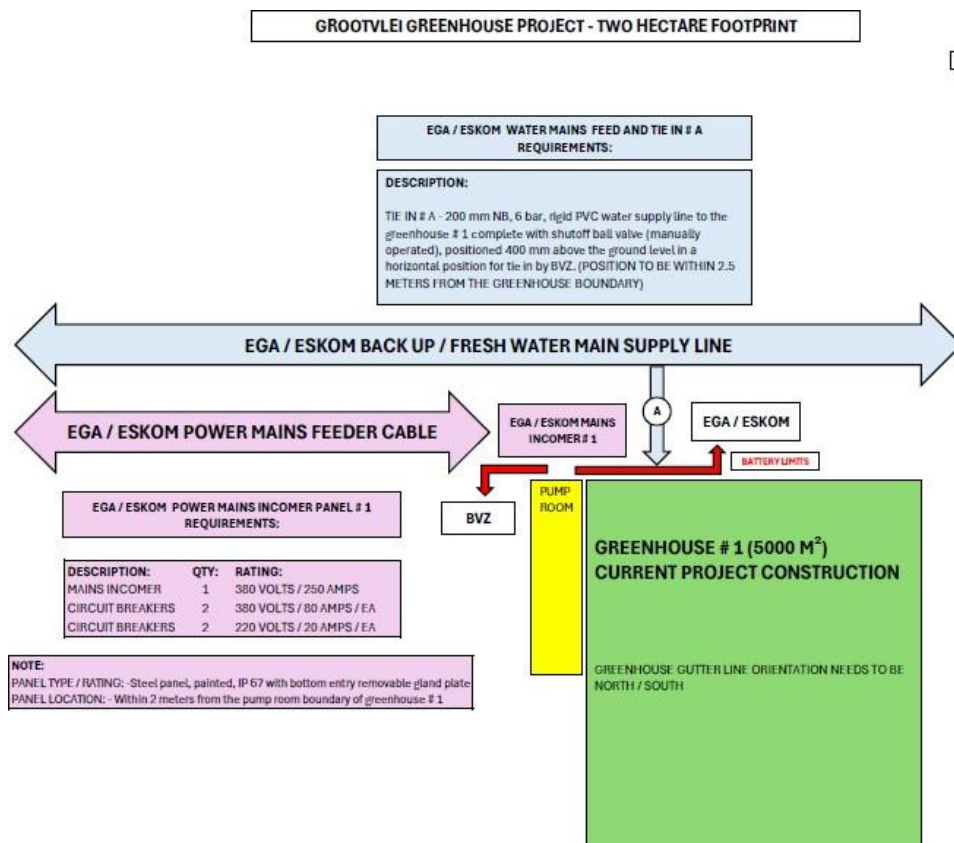 GROOTVLEI GREENHOUSE PROJECT - TWO HECTARE FOOTPRINT
EGA / ESKOM WATER MAINS FEED AND TIE IN # A
REQUIREMENTS:
DESCRIPTION:
TIE IN # A - 200 mm NB, 6 bar, rigid PVC water supply line to the
greenhouse # 1 complete with shutoff ball valve (manually
operated), positioned 400 mm above the ground level in a
horizontal position for tie in by BVZ. (POSITION TO BE WITHIN 2.5
METERS FROM THE GREENHOUSE BOUNDARY)
EGA / ESKOM BACK UP / FRESH WATER MAIN SUPPLY LINE
A
EGA / ESKOM POWER MAINS FEEDER CABLE
EGA / ESKOM MAINS
INCOMER # 1
EGA / ESKOM
BATTERY LIMITS
BVZ
PUMP
ROOM
EGA / ESKOM POWER MAINS INCOMER PANEL # 1
REQUIREMENTS:
DESCRIPTION: QTY: RATING:
MAINS INCOMER 1 380 VOLTS / 250 AMPS
CIRCUIT BREAKERS 2 380 VOLTS / 80 AMPS / EA
CIRCUIT BREAKERS 2 220 VOLTS / 20 AMPS / EA
NOTE:
PANEL TYPE / RATING: -Steel panel, painted, IP 67 with bottom entry removable gland plate
PANEL LOCATION: - Within 2 meters from the pump room boundary of greenhouse # 1
GREENHOUSE # 1 (5000 M²)
CURRENT PROJECT CONSTRUCTION
GREENHOUSE GUTTER LINE ORIENTATION NEEDS TO BE
NORTH / SOUTH